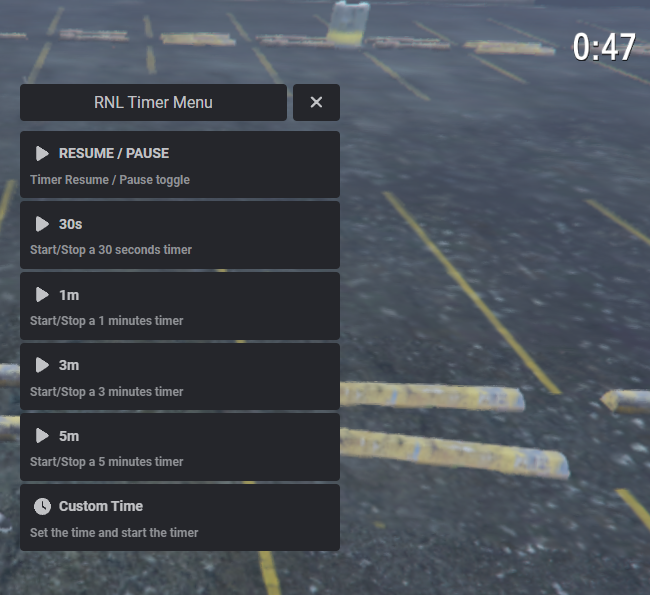 0:47
RNL Timer Menu
RESUME / PAUSE
Timer Resume / Pause toggle
30s
Start/Stop a 30 seconds timer
1m
Start/Stop a 1 minutes timer
3m
Start/Stop a 3 minutes timer
5m
Start/Stop a 5 minutes timer
Custom Time
Set the time and start the timer